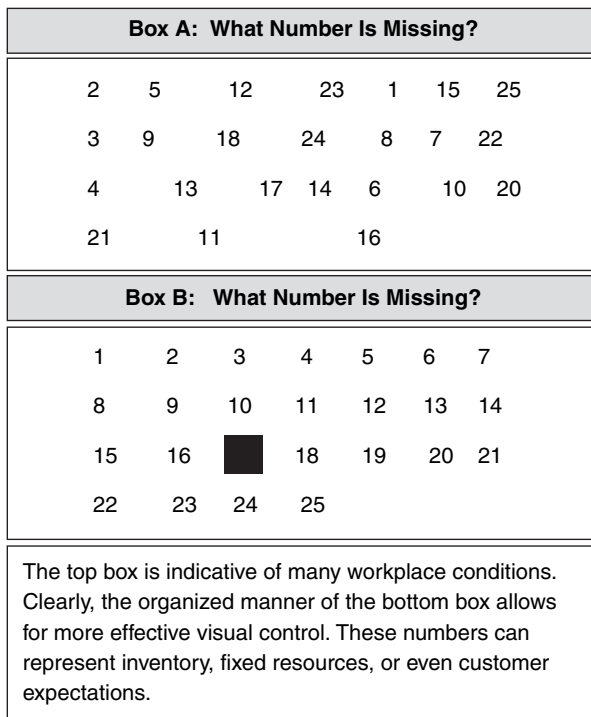 Box A: What Number Is Missing?
2 5 12 23 1 15 25
3 9 18 24 8 7 22
4 13 17 14 6 10 20
21 11 16
Box B: What Number Is Missing?
1 2 3 4 5 6 7
8 9 10 11 12 13 14
15 16 18 19 20 21
22 23 24 25
The top box is indicative of many workplace conditions.
Clearly, the organized manner of the bottom box allows
for more effective visual control. These numbers can
represent inventory, fixed resources, or even customer
expectations.